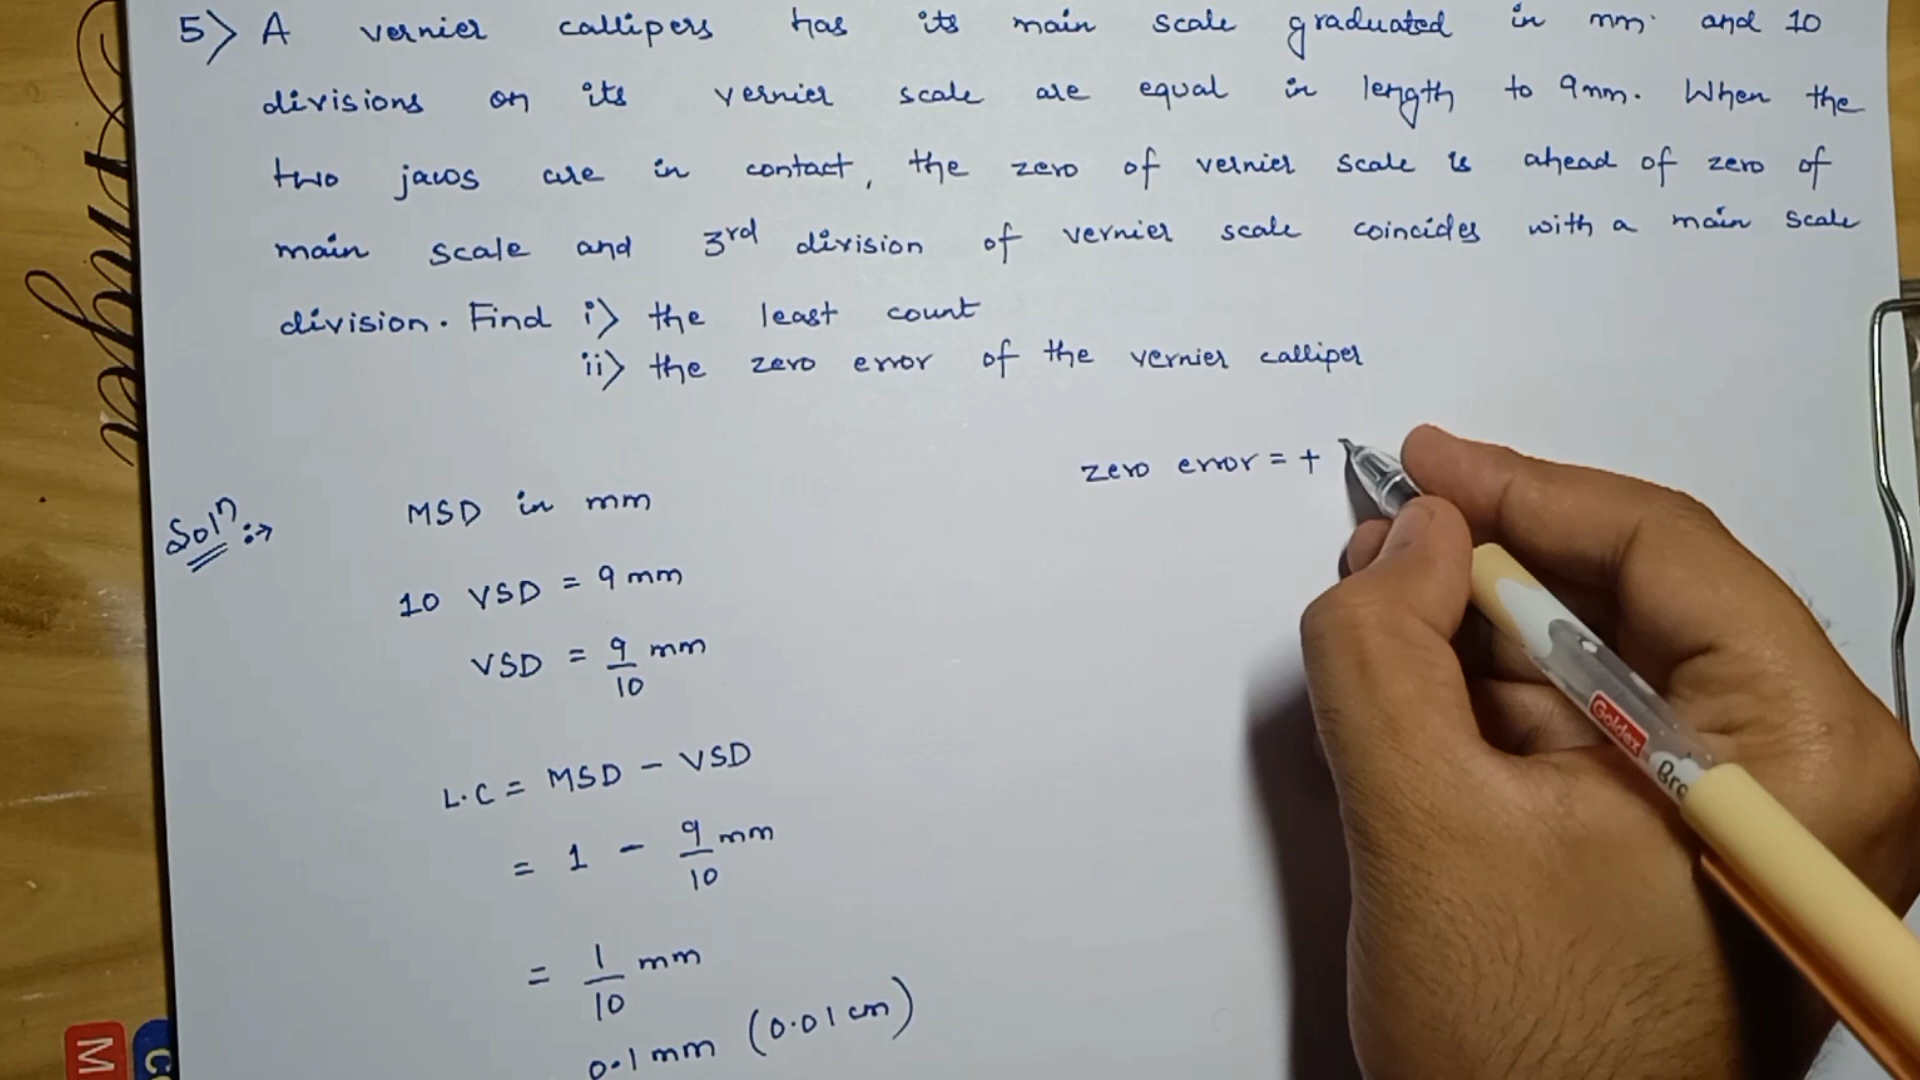 5) A vernier callipers has its main scale graduated in mm. and 10
divisions on its vernier scale are equal in length to 9mm. When the
two jaws are in contact, the zero of vernier scale is ahead of zero of
main scale and 3rd division of vernier scale coincides with a main scale
division. Find i) the least count
ii) the zero error of the vernier calliper
Soln :→
MSD in mm
10 VSD = 9 mm
VSD = 9/10 mm
L.C = MSD - VSD
= 1 - 9/10 mm
= 1/10 mm
0.1 mm (0.01 cm)
zero error = +
Goldex
M